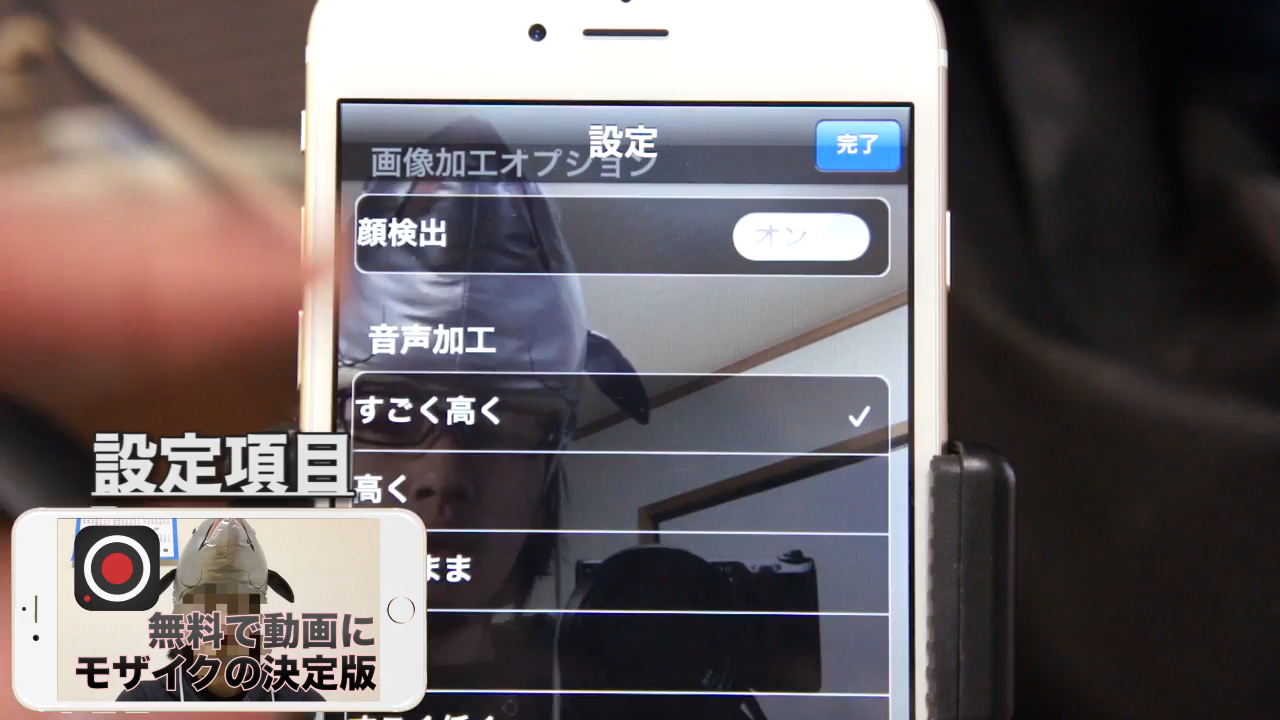 設定
完了
画像加工オプション
顔検出
オン
音声加工
すごく高く
高く
まま
設定項目
無料で動画に
モザイクの決定版